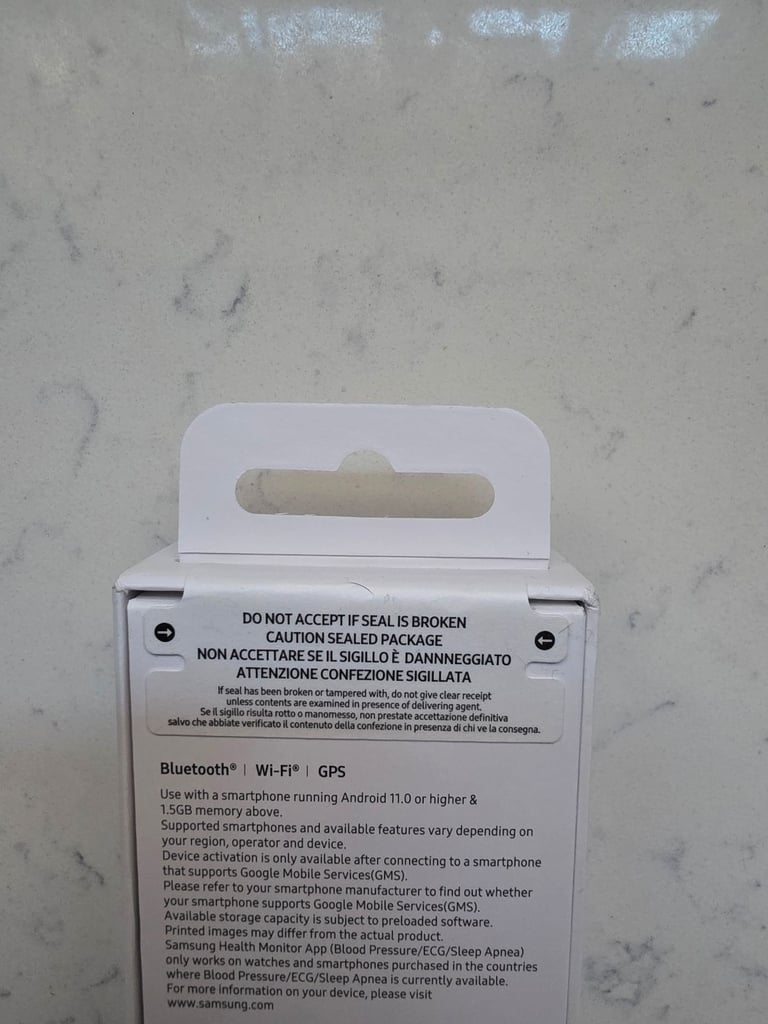 DO NOT ACCEPT IF SEAL IS BROKEN
CAUTION SEALED PACKAGE
NON ACCETTARE SE IL SIGILLO È DANNNEGGIATO
ATTENZIONE CONFEZIONE SIGILLATA
If seal has been broken or tampered with, do not give clear receipt
unless contents are examined in presence of delivering agent.
Se il sigillo risulta rotto o manomesso, non prestate accettazione definitiva
salvo che abbiate verificato il contenuto della confezione in presenza di chi ve la consegna.
Bluetooth® | Wi-Fi® | GPS
Use with a smartphone running Android 11.0 or higher &
1.5GB memory above.
Supported smartphones and available features vary depending on
your region, operator and device.
Device activation is only available after connecting to a smartphone
that supports Google Mobile Services(GMS).
Please refer to your smartphone manufacturer to find out whether
your smartphone supports Google Mobile Services(GMS).
Available storage capacity is subject to preloaded software.
Printed images may differ from the actual product.
Samsung Health Monitor App (Blood Pressure/ECG/Sleep Apnea)
only works on watches and smartphones purchased in the countries
where Blood Pressure/ECG/Sleep Apnea is currently available.
For more information on your device, please visit
www.samsung.com